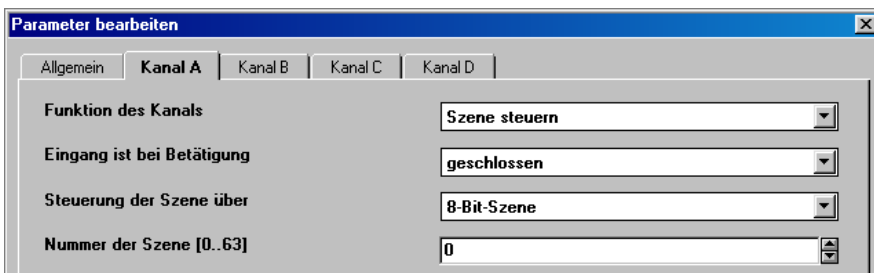 Parameter bearbeiten
Allgemein Kanal A Kanal B Kanal C Kanal D
Funktion des Kanals Szene steuern
Eingang ist bei Betätigung geschlossen
Steuerung der Szene über 8-Bit-Szene
Nummer der Szene [0..63] 0